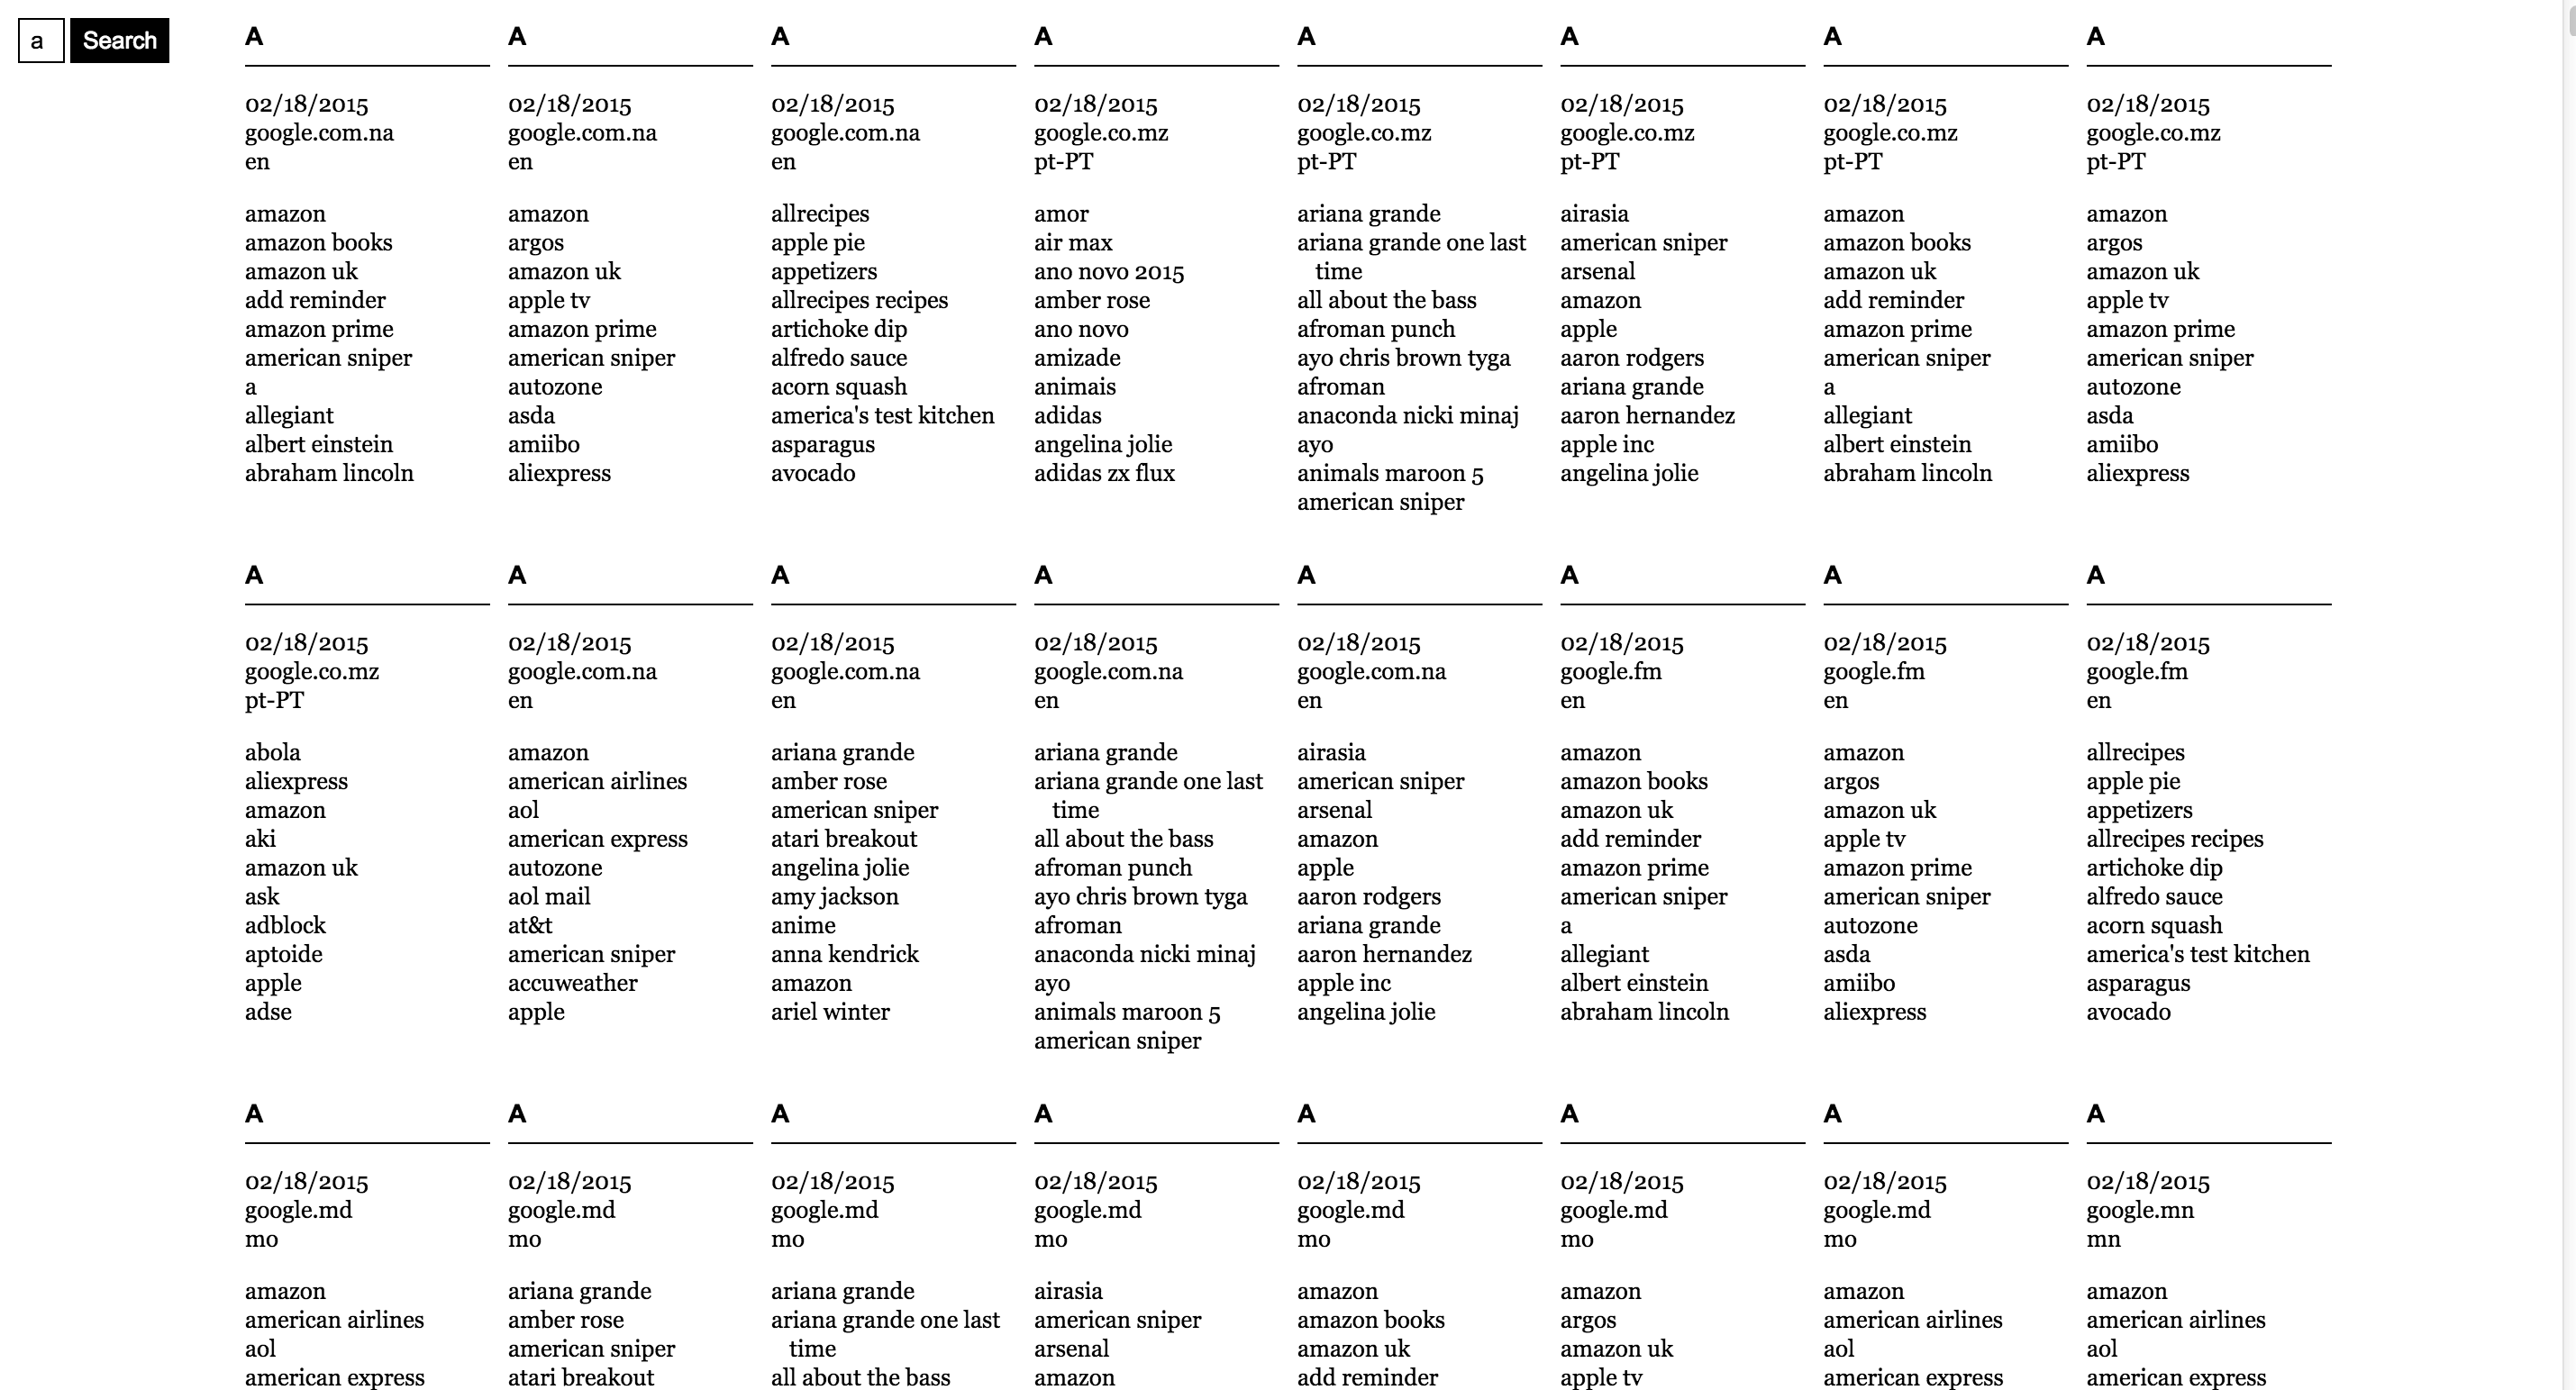 a
Search
A
02/18/2015
google.com.na
en
amazon
amazon books
amazon uk
add reminder
amazon prime
american sniper
a
allegiant
albert einstein
abraham lincoln
A
02/18/2015
google.com.na
en
amazon
argos
amazon uk
apple tv
amazon prime
american sniper
autozone
asda
amiibo
aliexpress
A
02/18/2015
google.com.na
en
allrecipes
apple pie
appetizers
allrecipes recipes
artichoke dip
alfredo sauce
acorn squash
america's test kitchen
asparagus
avocado
A
02/18/2015
google.co.mz
pt-PT
amor
air max
ano novo 2015
amber rose
ano novo
amizade
animais
adidas
angelina jolie
adidas zx flux
A
02/18/2015
google.co.mz
pt-PT
ariana grande
ariana grande one last
time
all about the bass
afroman punch
ayo chris brown tyga
afroman
anaconda nicki minaj
ayo
animals maroon 5
american sniper
A
02/18/2015
google.co.mz
pt-PT
airasia
american sniper
arsenal
amazon
apple
aaron rodgers
ariana grande
aaron hernandez
apple inc
angelina jolie
A
02/18/2015
google.co.mz
pt-PT
amazon
amazon books
amazon uk
add reminder
amazon prime
american sniper
a
allegiant
albert einstein
abraham lincoln
A
02/18/2015
google.co.mz
pt-PT
amazon
argos
amazon uk
apple tv
amazon prime
american sniper
autozone
asda
amiibo
aliexpress
A
02/18/2015
google.co.mz
pt-PT
abola
aliexpress
amazon
aki
amazon uk
ask
adblock
aptoide
apple
adse
A
02/18/2015
google.com.na
en
amazon
american airlines
aol
american express
autozone
aol mail
at&t
american sniper
accuweather
apple
A
02/18/2015
google.com.na
en
ariana grande
amber rose
american sniper
atari breakout
angelina jolie
amy jackson
anime
anna kendrick
amazon
ariel winter
A
02/18/2015
google.com.na
en
ariana grande
ariana grande one last
time
all about the bass
afroman punch
ayo chris brown tyga
afroman
anaconda nicki minaj
ayo
animals maroon 5
american sniper
A
02/18/2015
google.com.na
en
airasia
american sniper
arsenal
amazon
apple
aaron rodgers
ariana grande
aaron hernandez
apple inc
angelina jolie
A
02/18/2015
google.fm
en
amazon
amazon books
amazon uk
add reminder
amazon prime
american sniper
a
allegiant
albert einstein
abraham lincoln
A
02/18/2015
google.fm
en
amazon
argos
amazon uk
apple tv
amazon prime
american sniper
autozone
asda
amiibo
aliexpress
A
02/18/2015
google.fm
en
allrecipes
apple pie
appetizers
allrecipes recipes
artichoke dip
alfredo sauce
acorn squash
america's test kitchen
asparagus
avocado
A
02/18/2015
google.md
mo
amazon
american airlines
aol
american express
A
02/18/2015
google.md
mo
ariana grande
amber rose
american sniper
atari breakout
A
02/18/2015
google.md
mo
ariana grande
ariana grande one last
time
all about the bass
A
02/18/2015
google.md
mo
airasia
american sniper
arsenal
amazon
A
02/18/2015
google.md
mo
amazon
amazon books
amazon uk
add reminder
A
02/18/2015
google.md
mo
amazon
argos
amazon uk
apple tv
A
02/18/2015
google.md
mo
amazon
american airlines
aol
american express
A
02/18/2015
google.mn
mn
amazon
american airlines
aol
american express